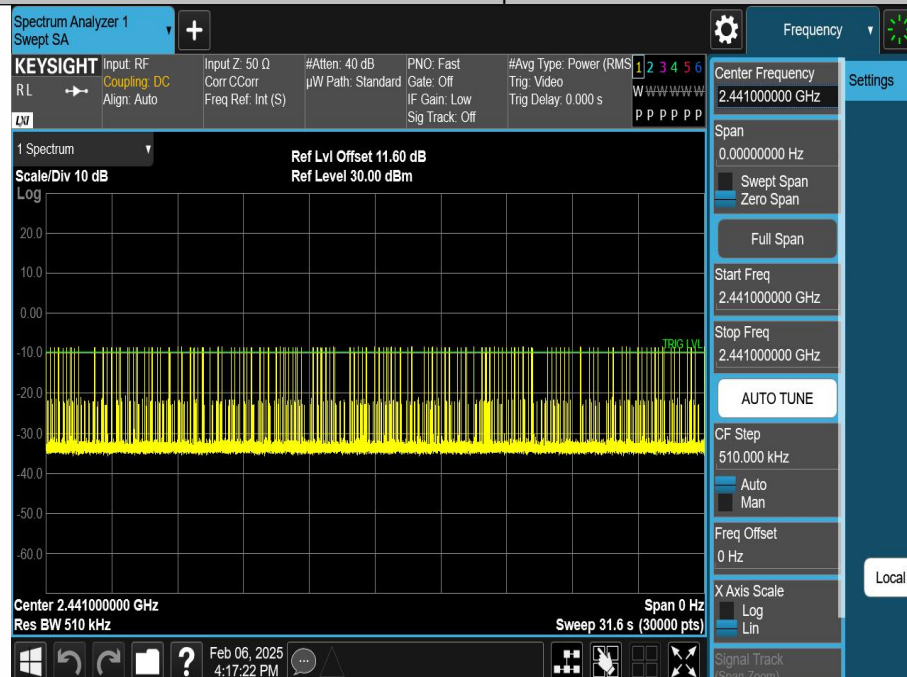 Spectrum Analyzer 1
Swept SA
Frequency
KEYSIGHT
RL
LXI
Input: RF
Coupling: DC
Align: Auto
Input Z: 50 Ω
Corr CCorr
Freq Ref: Int (S)
#Atten: 40 dB
µW Path: Standard
PNO: Fast
Gate: Off
IF Gain: Low
Sig Track: Off
#Avg Type: Power (RMS
Trig: Video
Trig Delay: 0.000 s
1 2 3 4 5 6
W W W W W W
P P P P P P
1 Spectrum
Scale/Div 10 dB
Log
Ref Lvl Offset 11.60 dB
Ref Level 30.00 dBm
20.0
10.0
0.00
-10.0
-20.0
-30.0
-40.0
-50.0
-60.0
TRIG LVL
Center 2.441000000 GHz
Res BW 510 kHz
Span 0 Hz
Sweep 31.6 s (30000 pts)
?
Feb 06, 2025
4:17:22 PM
Center Frequency
2.441000000 GHz
Span
0.00000000 Hz
Swept Span
Zero Span
Full Span
Start Freq
2.441000000 GHz
Stop Freq
2.441000000 GHz
AUTO TUNE
CF Step
510.000 kHz
Auto
Man
Freq Offset
0 Hz
X Axis Scale
Log
Lin
Signal Track
(Span Zoom)
Settings
Local